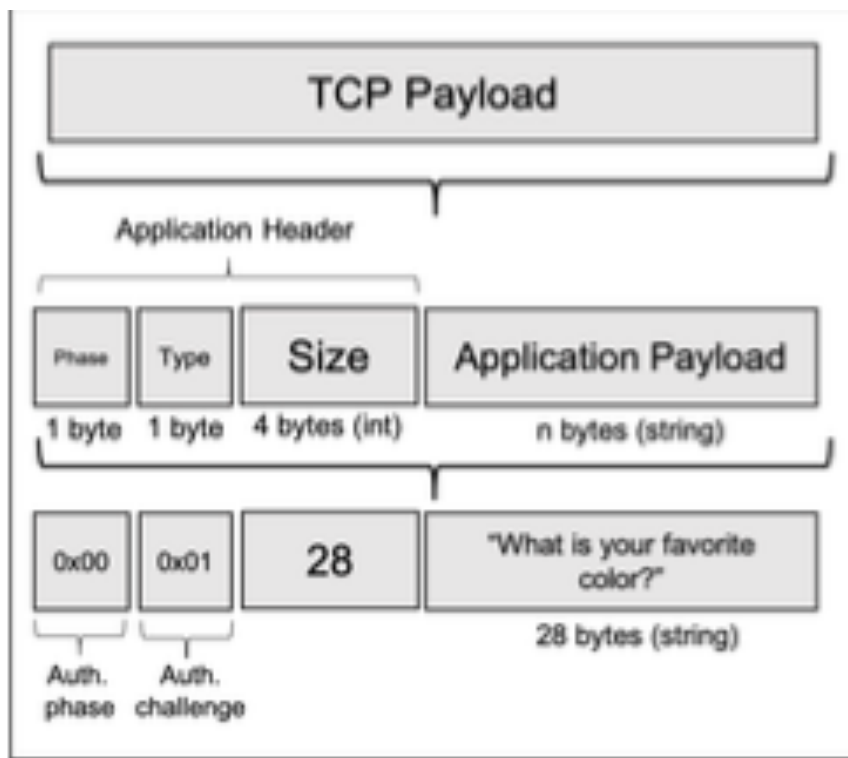 TCP Payload
Application Header
Phase Type Size Application Payload
1 byte 1 byte 4 bytes (int) n bytes (string)
0x00 0x01 28 "What is your favorite
color?"
28 bytes (string)
Auth. Auth.
phase challenge